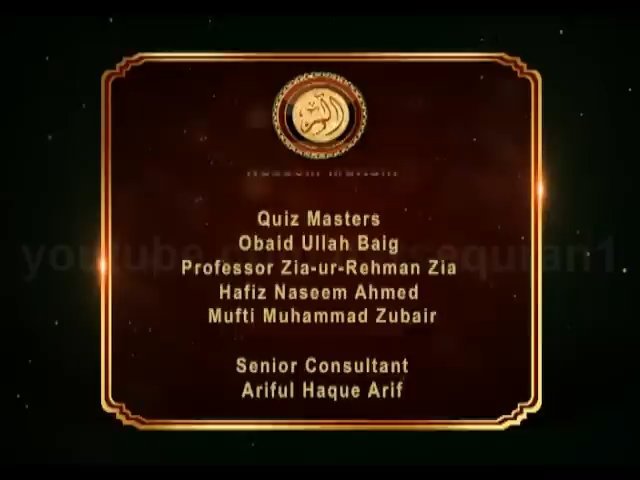 Quiz Masters
Obaid Ullah Baig
Professor Zia-ur-Rehman Zia
Hafiz Naseem Ahmed
Mufti Muhammad Zubair
Senior Consultant
Ariful Haque Arif